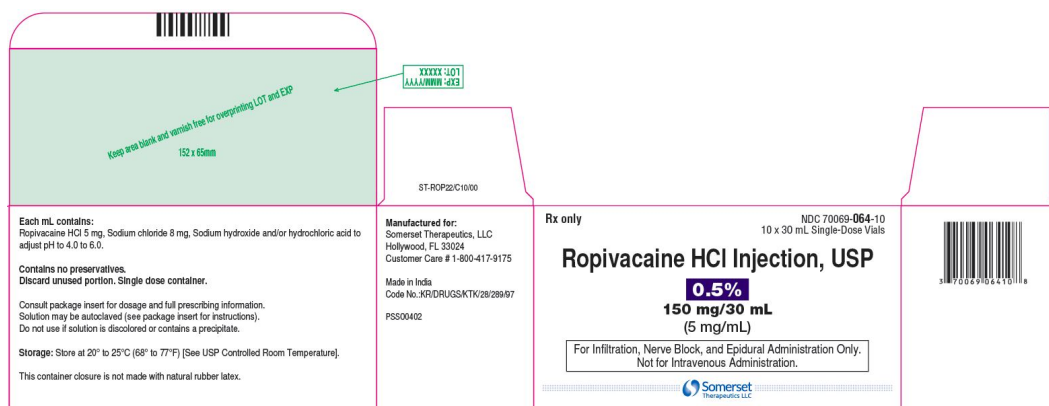 EXP: MMM/YYYY
LOT: XXXXX
Keep area blank and varnish free for overprinting LOT and EXP
152 x 65mm
ST-ROP22/C10/00
Each mL contains:
Ropivacaine HCl 5 mg, Sodium chloride 8 mg, Sodium hydroxide and/or hydrochloric acid to
adjust pH to 4.0 to 6.0.
Contains no preservatives.
Discard unused portion. Single dose container.
Consult package insert for dosage and full prescribing information.
Solution may be autoclaved (see package insert for instructions).
Do not use if solution is discolored or contains a precipitate.
Storage: Store at 20° to 25°C (68° to 77°F) [See USP Controlled Room Temperature].
This container closure is not made with natural rubber latex.
Manufactured for:
Somerset Therapeutics, LLC
Hollywood, FL 33024
Customer Care # 1-800-417-9175
Made in India
Code No.:KR/DRUGS/KTK/28/289/97
PSSO0402
Rx only
NDC 70069-064-10
10 x 30 mL Single-Dose Vials
Ropivacaine HCl Injection, USP
0.5%
150 mg/30 mL
(5 mg/mL)
For Infiltration, Nerve Block, and Epidural Administration Only.
Not for Intravenous Administration.
Somerset
Therapeutics LLC
3 70069 06410 8